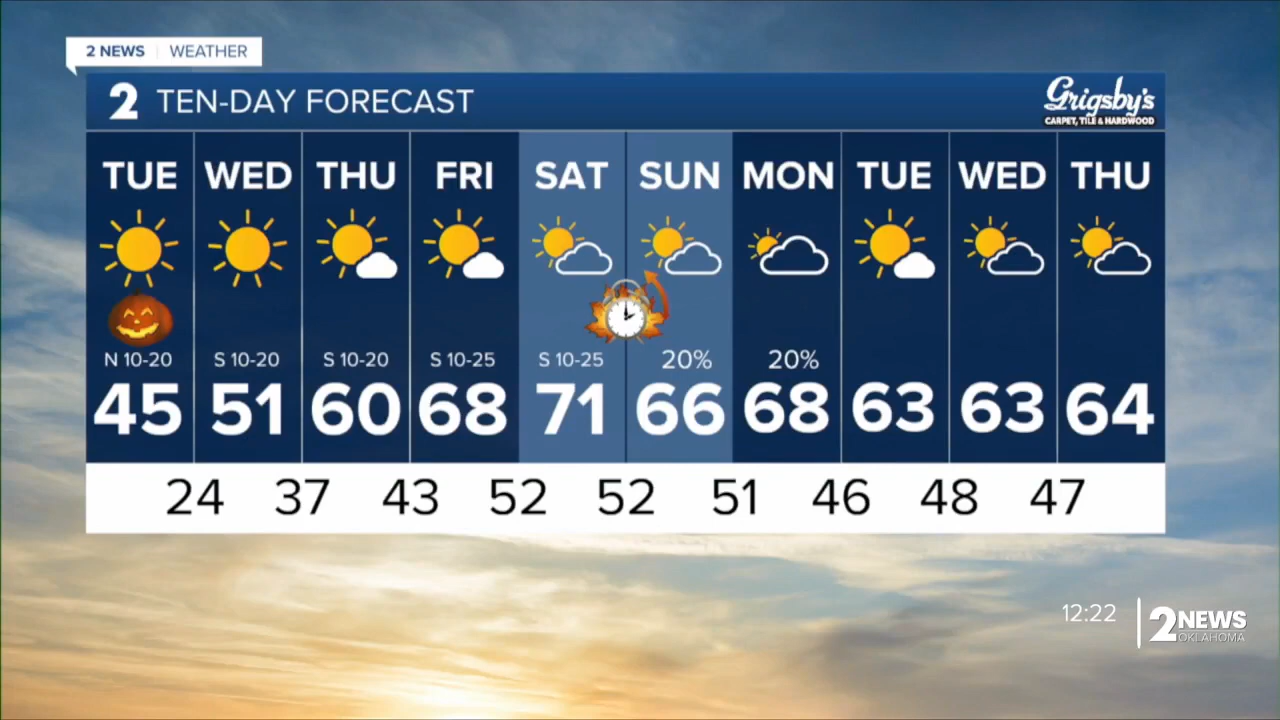 2 NEWS WEATHER
2 TEN-DAY FORECAST
Grigsby's
CARPET, TILE & HARDWOOD
TUE WED THU FRI SAT SUN MON TUE WED THU
N 10-20 S 10-20 S 10-20 S 10-25 S 10-25 20% 20%
45 51 60 68 71 66 68 63 63 64
24 37 43 52 52 51 46 48 47
12:22
2NEWS
OKLAHOMA